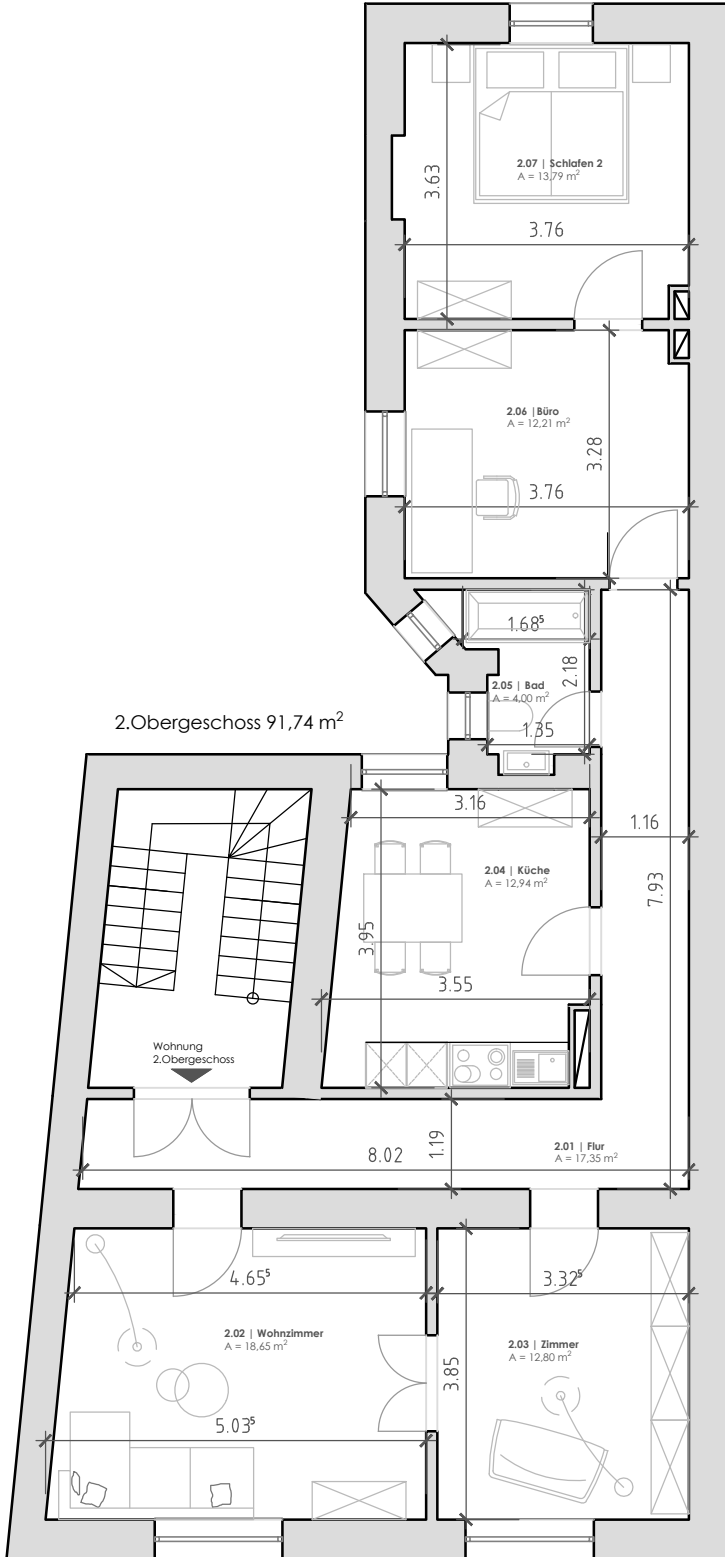 2.07 | Schlafen 2
A = 13,79 m²
3.63
3.76
2.06 | Büro
A = 12,21 m²
3.28
3.76
1.68⁵
2.18
2.05 | Bad
A = 4,00 m²
1.35
2.Obergeschoss 91,74 m²
3.16
1.16
2.04 | Küche
A = 12,94 m²
7.93
3.95
3.55
Wohnung
2.Obergeschoss
8.02
1.19
2.01 | Flur
A = 17,35 m²
4.65⁵
3.32⁵
2.02 | Wohnzimmer
A = 18,65 m²
2.03 | Zimmer
A = 12,80 m²
3.85
5.03⁵